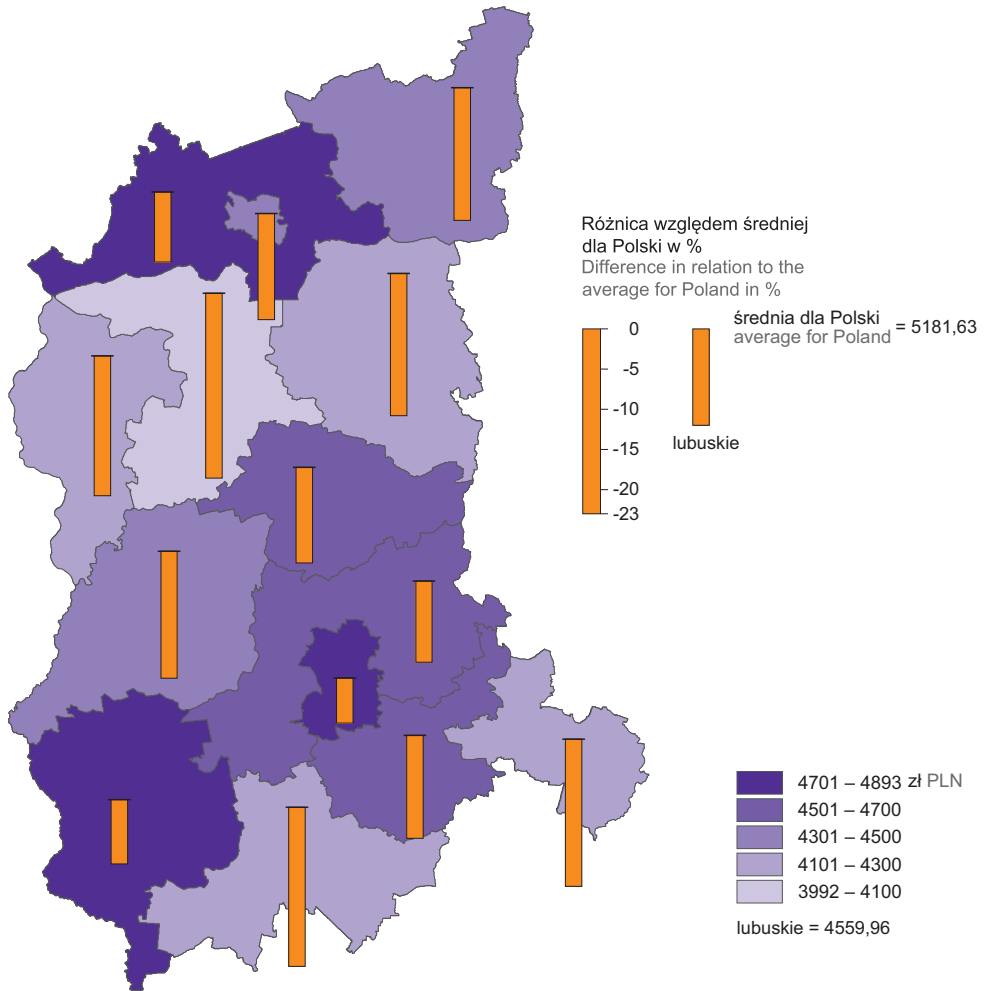 Różnica względem średniej
dla Polski w %
Difference in relation to the
average for Poland in %
0
-5
-10
-15
-20
-23
średnia dla Polski
average for Poland
= 5181,63
lubuskie
4701 – 4893 zł PLN
4501 – 4700
4301 – 4500
4101 – 4300
3992 – 4100
lubuskie = 4559,96